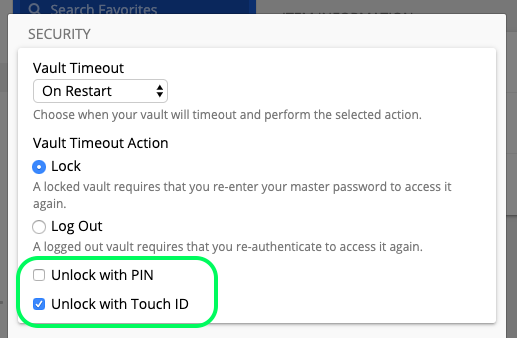 Search Favorites
SECURITY
Vault Timeout
On Restart
Choose when your vault will timeout and perform the selected action.
Vault Timeout Action
Lock
A locked vault requires that you re-enter your master password to access it
again.
Log Out
A logged out vault requires that you re-authenticate to access it again.
Unlock with PIN
Unlock with Touch ID